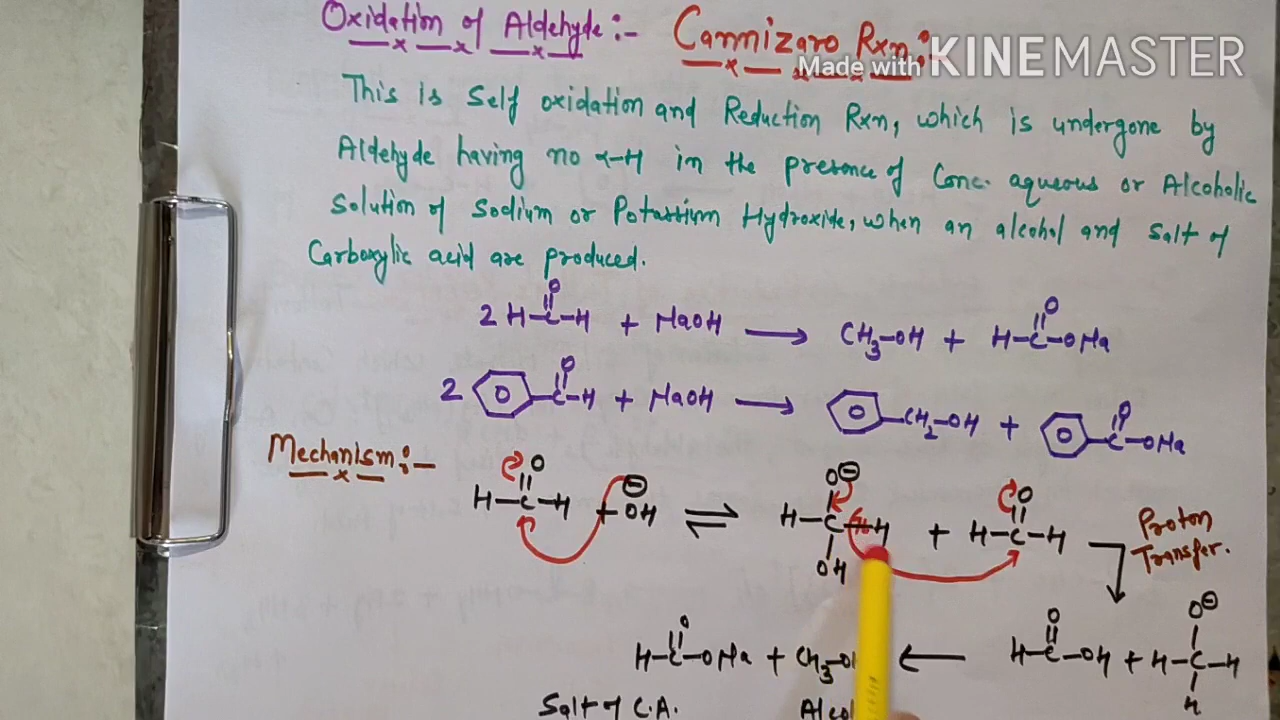 Oxidation of Aldehyde:- Cannizaro Rxn:-
Made with KINEMASTER
This is Self oxidation and Reduction Rxn, which is undergone by
Aldehyde having no α-H in the presence of Conc. aqueous or Alcoholic
Solution of Sodium or Potassium Hydroxide, when an alcohol and Salt of
Carboxylic acid are produced.
O O
2 H-C-H + NaOH → CH3-OH + H-C-ONa
O O
2 C-H + NaOH → CH2-OH + C-ONa
Mechanism:-
O ⊖ O⊖ O
H-C-H + OH ⇌ H-C-H + H-C-H
OH
Proton
Transfer.
O O O⊖
H-C-ONa + CH3-O ← H-C-OH + H-C-H
H
Salt of C.A. Alco